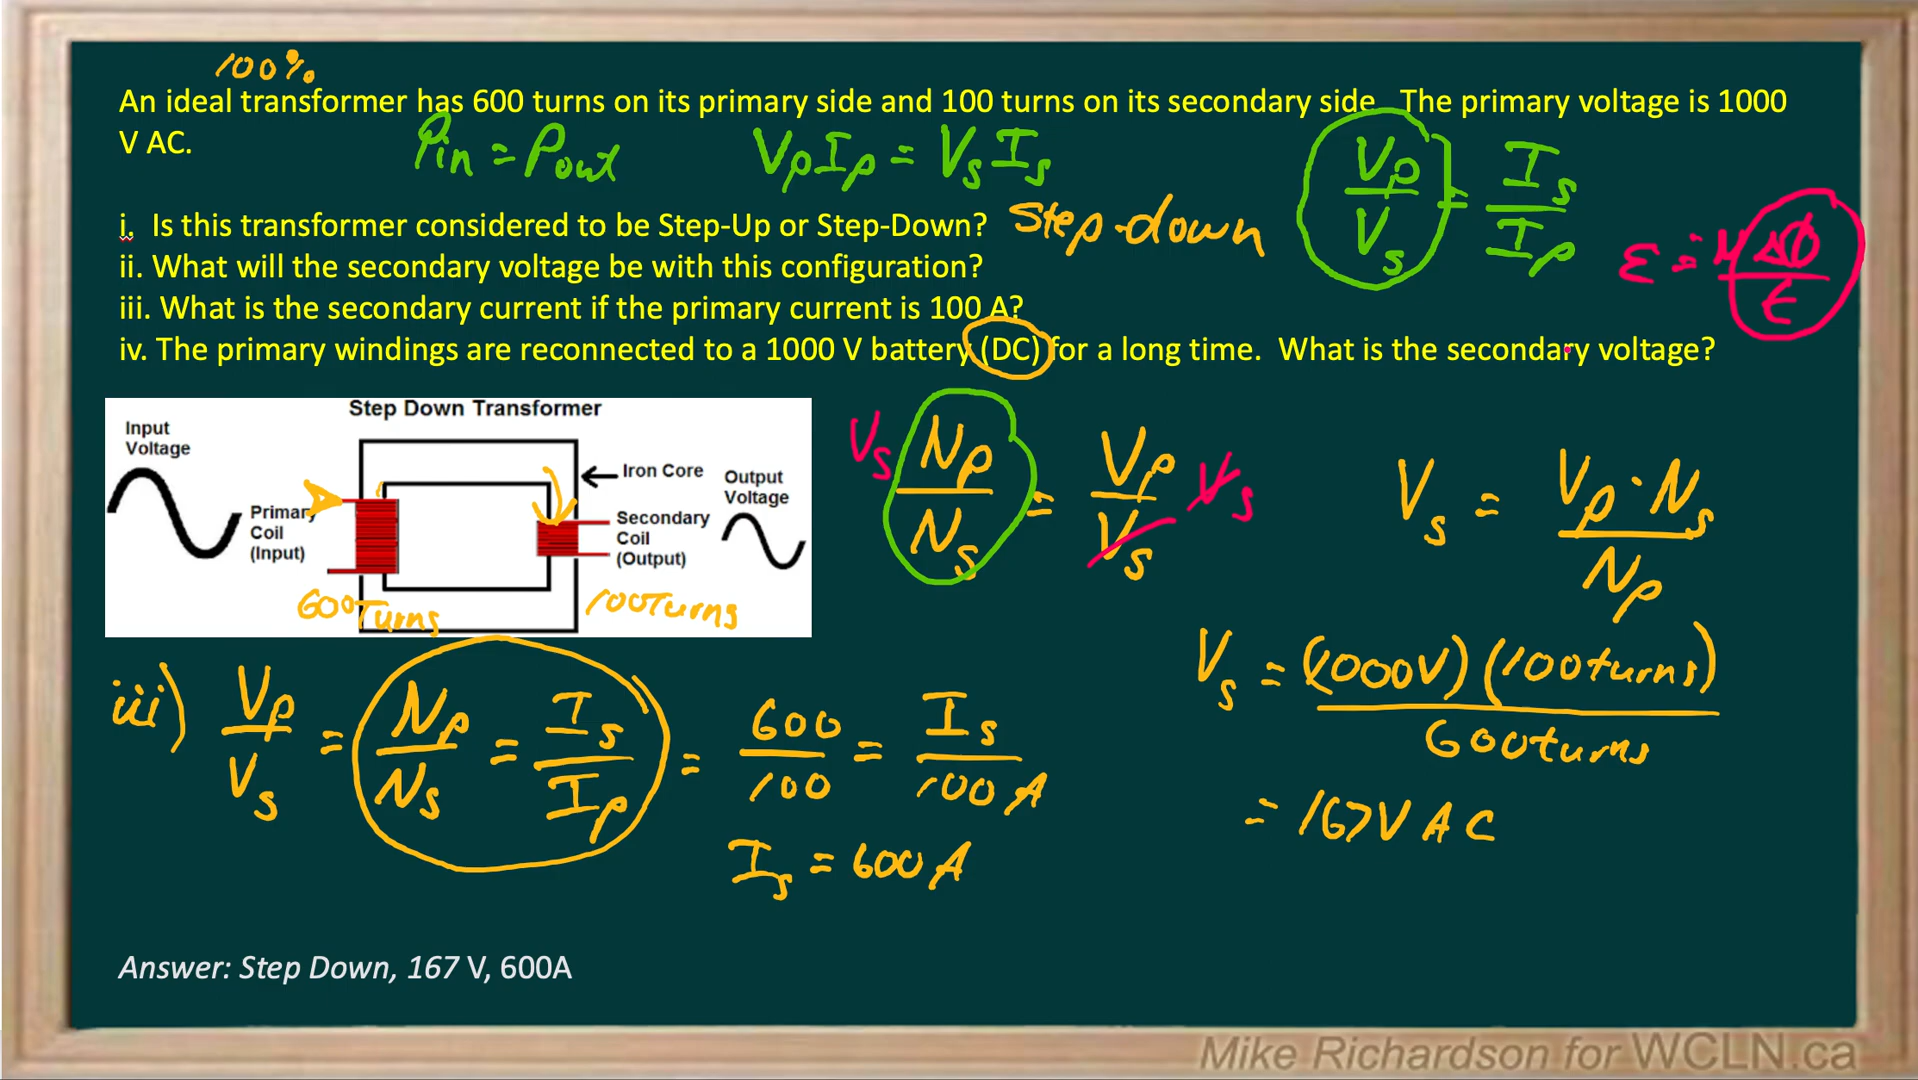 100%
An ideal transformer has 600 turns on its primary side and 100 turns on its secondary side. The primary voltage is 1000
V AC.
Pin = Pout
VpIp = VsIs
Vp/Vs = Is/Ip
i. Is this transformer considered to be Step-Up or Step-Down?
Step-down
ε = N ΔΦ/t
ii. What will the secondary voltage be with this configuration?
iii. What is the secondary current if the primary current is 100 A?
iv. The primary windings are reconnected to a 1000 V battery (DC) for a long time. What is the secondary voltage?
Step Down Transformer
Input
Voltage
Primary
Coil
(Input)
Iron Core
Secondary
Coil
(Output)
Output
Voltage
600 Turns
100 Turns
Vs Np/Ns = Vp/Vs Vs
Vs = Vp·Ns/Np
Vs = (1000V)(100turns)/600turns
= 167V AC
iii) Vp/Vs = Np/Ns = Is/Ip = 600/100 = Is/100 A
Is = 600 A
Answer: Step Down, 167 V, 600A
Mike Richardson for WCLN.ca